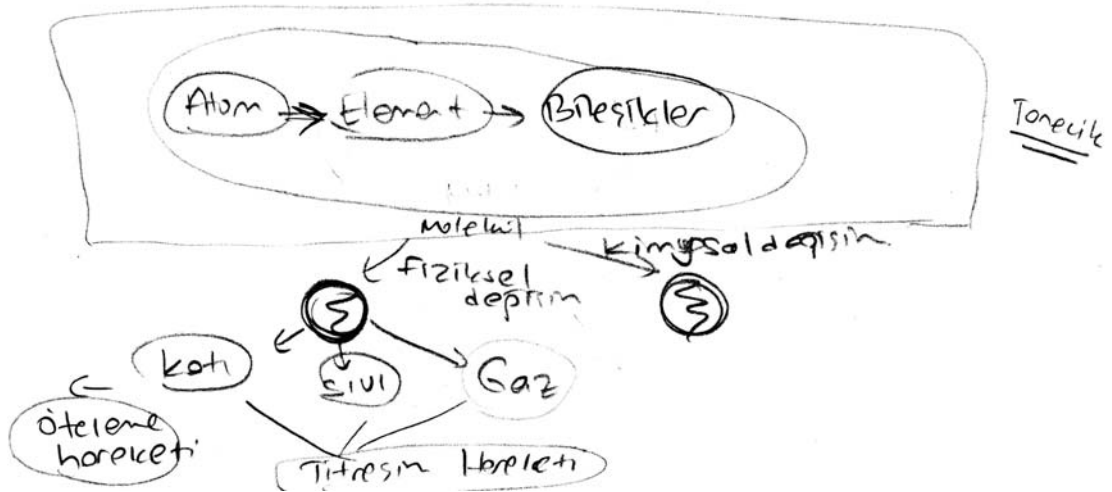 Atom
Element
Bileşikler
Tanecik
Molekül
fiziksel
değişim
kimyasal değişim
katı
sıvı
Gaz
Öteleme
hareketi
Titreşim Hareketi